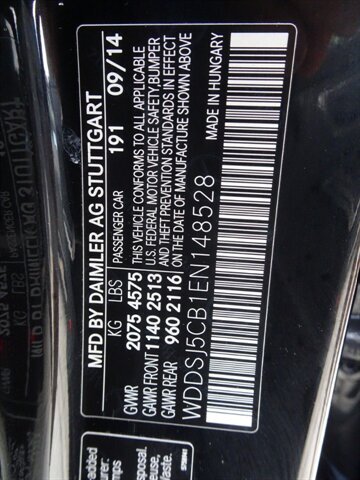 MFD BY DAIMLER AG STUTTGART
KG LBS PASSENGER CAR 191 09/14
GVWR 2075 4575 THIS VEHICLE CONFORMS TO ALL APPLICABLE
GAWR FRONT 1140 2513 U.S. FEDERAL MOTOR VEHICLE SAFETY, BUMPER
GAWR REAR 960 2116 AND THEFT PREVENTION STANDARDS IN EFFECT
ON THE DATE OF MANUFACTURE SHOWN ABOVE
WDDSJ5CB1EN148528
MADE IN HUNGARY